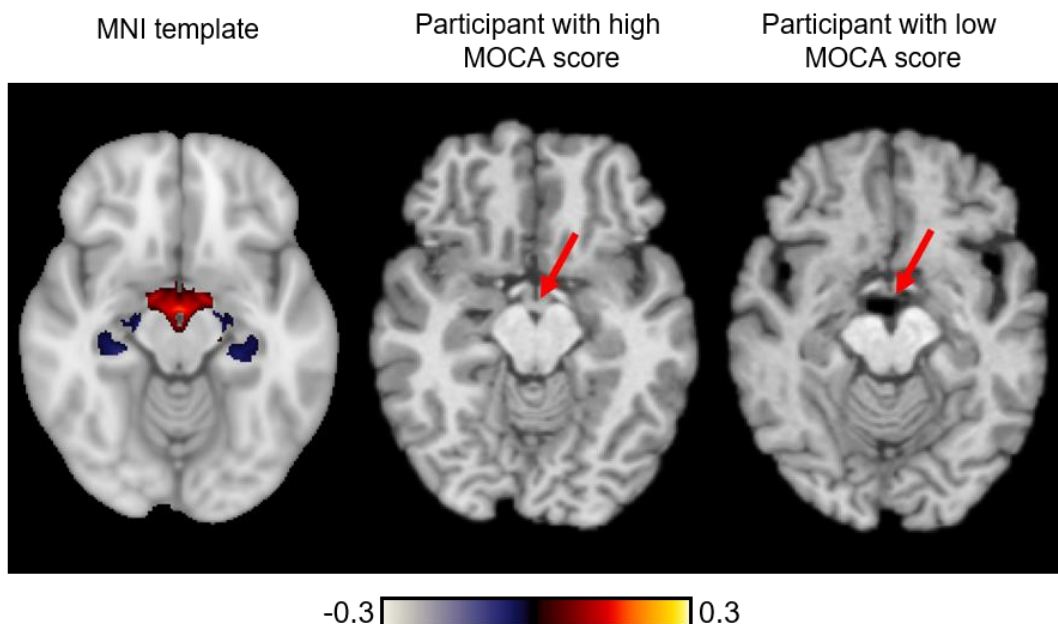 MNI template
Participant with high
MOCA score
Participant with low
MOCA score
-0.3
0.3